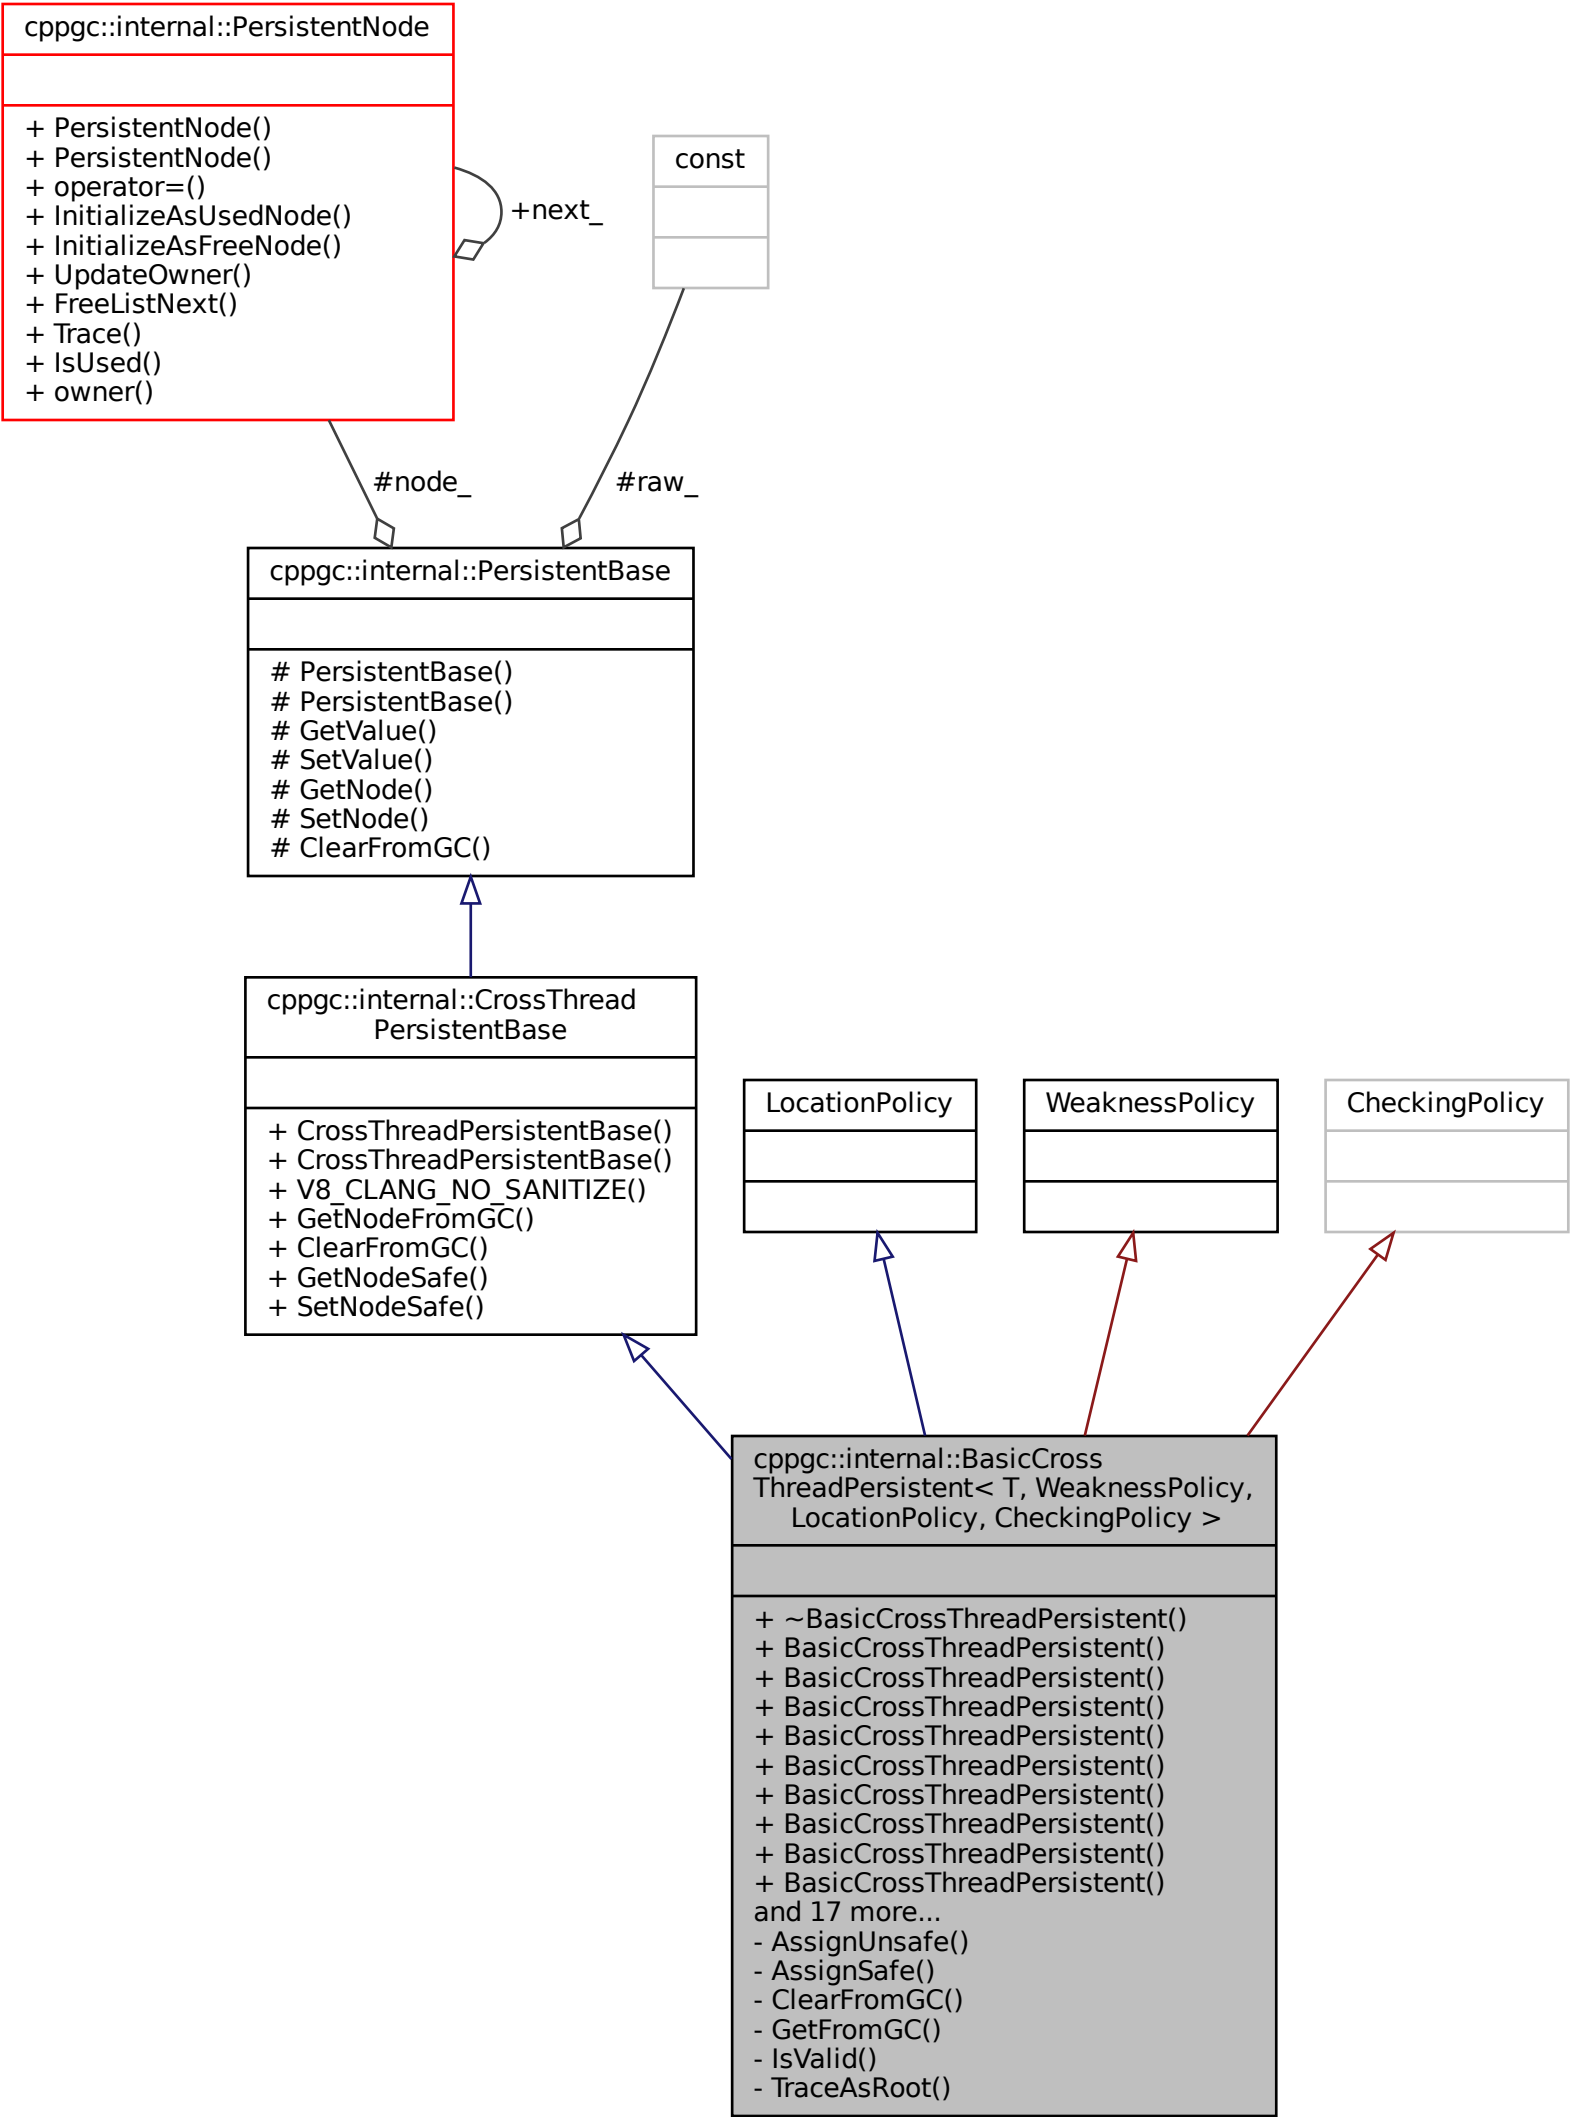 cppgc::internal::PersistentNode
+ PersistentNode()
+ PersistentNode()
+ operator=()
+ InitializeAsUsedNode()
+ InitializeAsFreeNode()
+ UpdateOwner()
+ FreeListNext()
+ Trace()
+ IsUsed()
+ owner()
+next_
const
#node_
#raw_
cppgc::internal::PersistentBase
# PersistentBase()
# PersistentBase()
# GetValue()
# SetValue()
# GetNode()
# SetNode()
# ClearFromGC()
cppgc::internal::CrossThread
PersistentBase
+ CrossThreadPersistentBase()
+ CrossThreadPersistentBase()
+ V8_CLANG_NO_SANITIZE()
+ GetNodeFromGC()
+ ClearFromGC()
+ GetNodeSafe()
+ SetNodeSafe()
LocationPolicy
WeaknessPolicy
CheckingPolicy
cppgc::internal::BasicCross
ThreadPersistent< T, WeaknessPolicy,
LocationPolicy, CheckingPolicy >
+ ~BasicCrossThreadPersistent()
+ BasicCrossThreadPersistent()
+ BasicCrossThreadPersistent()
+ BasicCrossThreadPersistent()
+ BasicCrossThreadPersistent()
+ BasicCrossThreadPersistent()
+ BasicCrossThreadPersistent()
+ BasicCrossThreadPersistent()
+ BasicCrossThreadPersistent()
+ BasicCrossThreadPersistent()
and 17 more...
- AssignUnsafe()
- AssignSafe()
- ClearFromGC()
- GetFromGC()
- IsValid()
- TraceAsRoot()